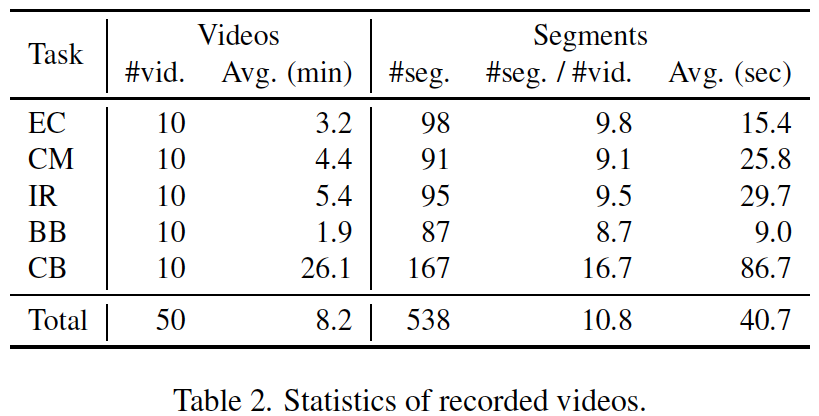 Task Videos Segments
#vid. Avg. (min) #seg. #seg. / #vid. Avg. (sec)
EC 10 3.2 98 9.8 15.4
CM 10 4.4 91 9.1 25.8
IR 10 5.4 95 9.5 29.7
BB 10 1.9 87 8.7 9.0
CB 10 26.1 167 16.7 86.7
Total 50 8.2 538 10.8 40.7
Table 2. Statistics of recorded videos.